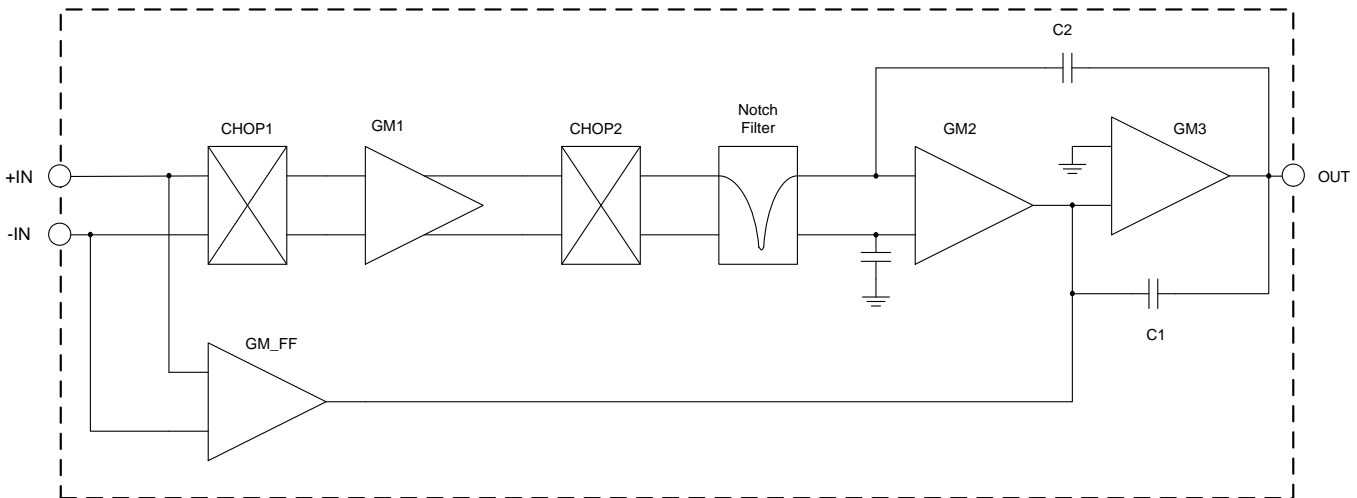 C2
Notch
Filter
CHOP1
GM1
CHOP2
GM2
GM3
+IN
OUT
-IN
C1
GM_FF